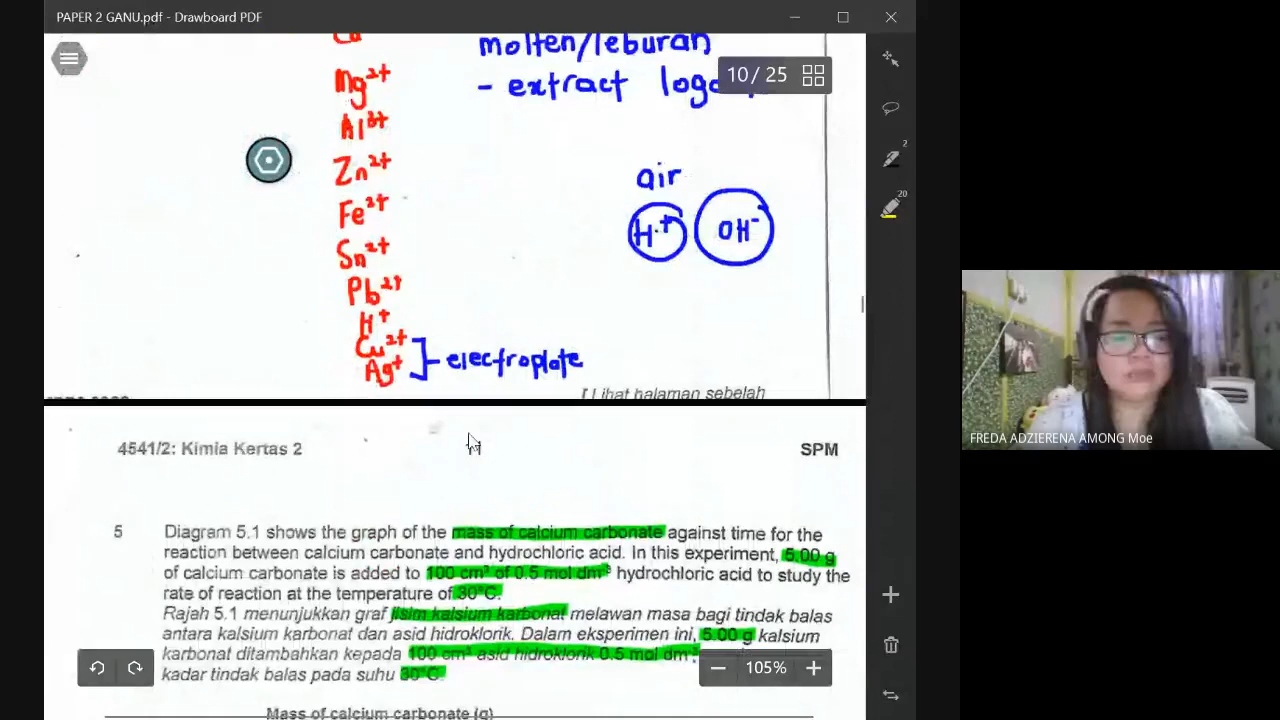 PAPER 2 GANU.pdf - Drawboard PDF
molten/leburan
10 / 25
- extract
Mg2+
Al3+
Zn2+
Fe2+
Sn2+
Pb2+
H+
Cu2+
Ag+
electroplate
air
H+ OH-
2
20
[ Lihat halaman sebelah
4541/2: Kimia Kertas 2 SPM
5 Diagram 5.1 shows the graph of the mass of calcium carbonate against time for the
reaction between calcium carbonate and hydrochloric acid. In this experiment, 5.00 g
of calcium carbonate is added to 100 cm³ of 0.5 mol dm-3 hydrochloric acid to study the
rate of reaction at the temperature of 30°C.
Rajah 5.1 menunjukkan graf jisim kalsium karbonat melawan masa bagi tindak balas
antara kalsium karbonat dan asid hidroklorik. Dalam eksperimen ini, 5.00 g kalsium
karbonat ditambahkan kepada 100 cm³ asid hidroklorik 0.5 mol dm-3
kadar tindak balas pada suhu 30°C.
105%
Mass of calcium carbonate (g)
FREDA ADZIERENA AMONG Moe